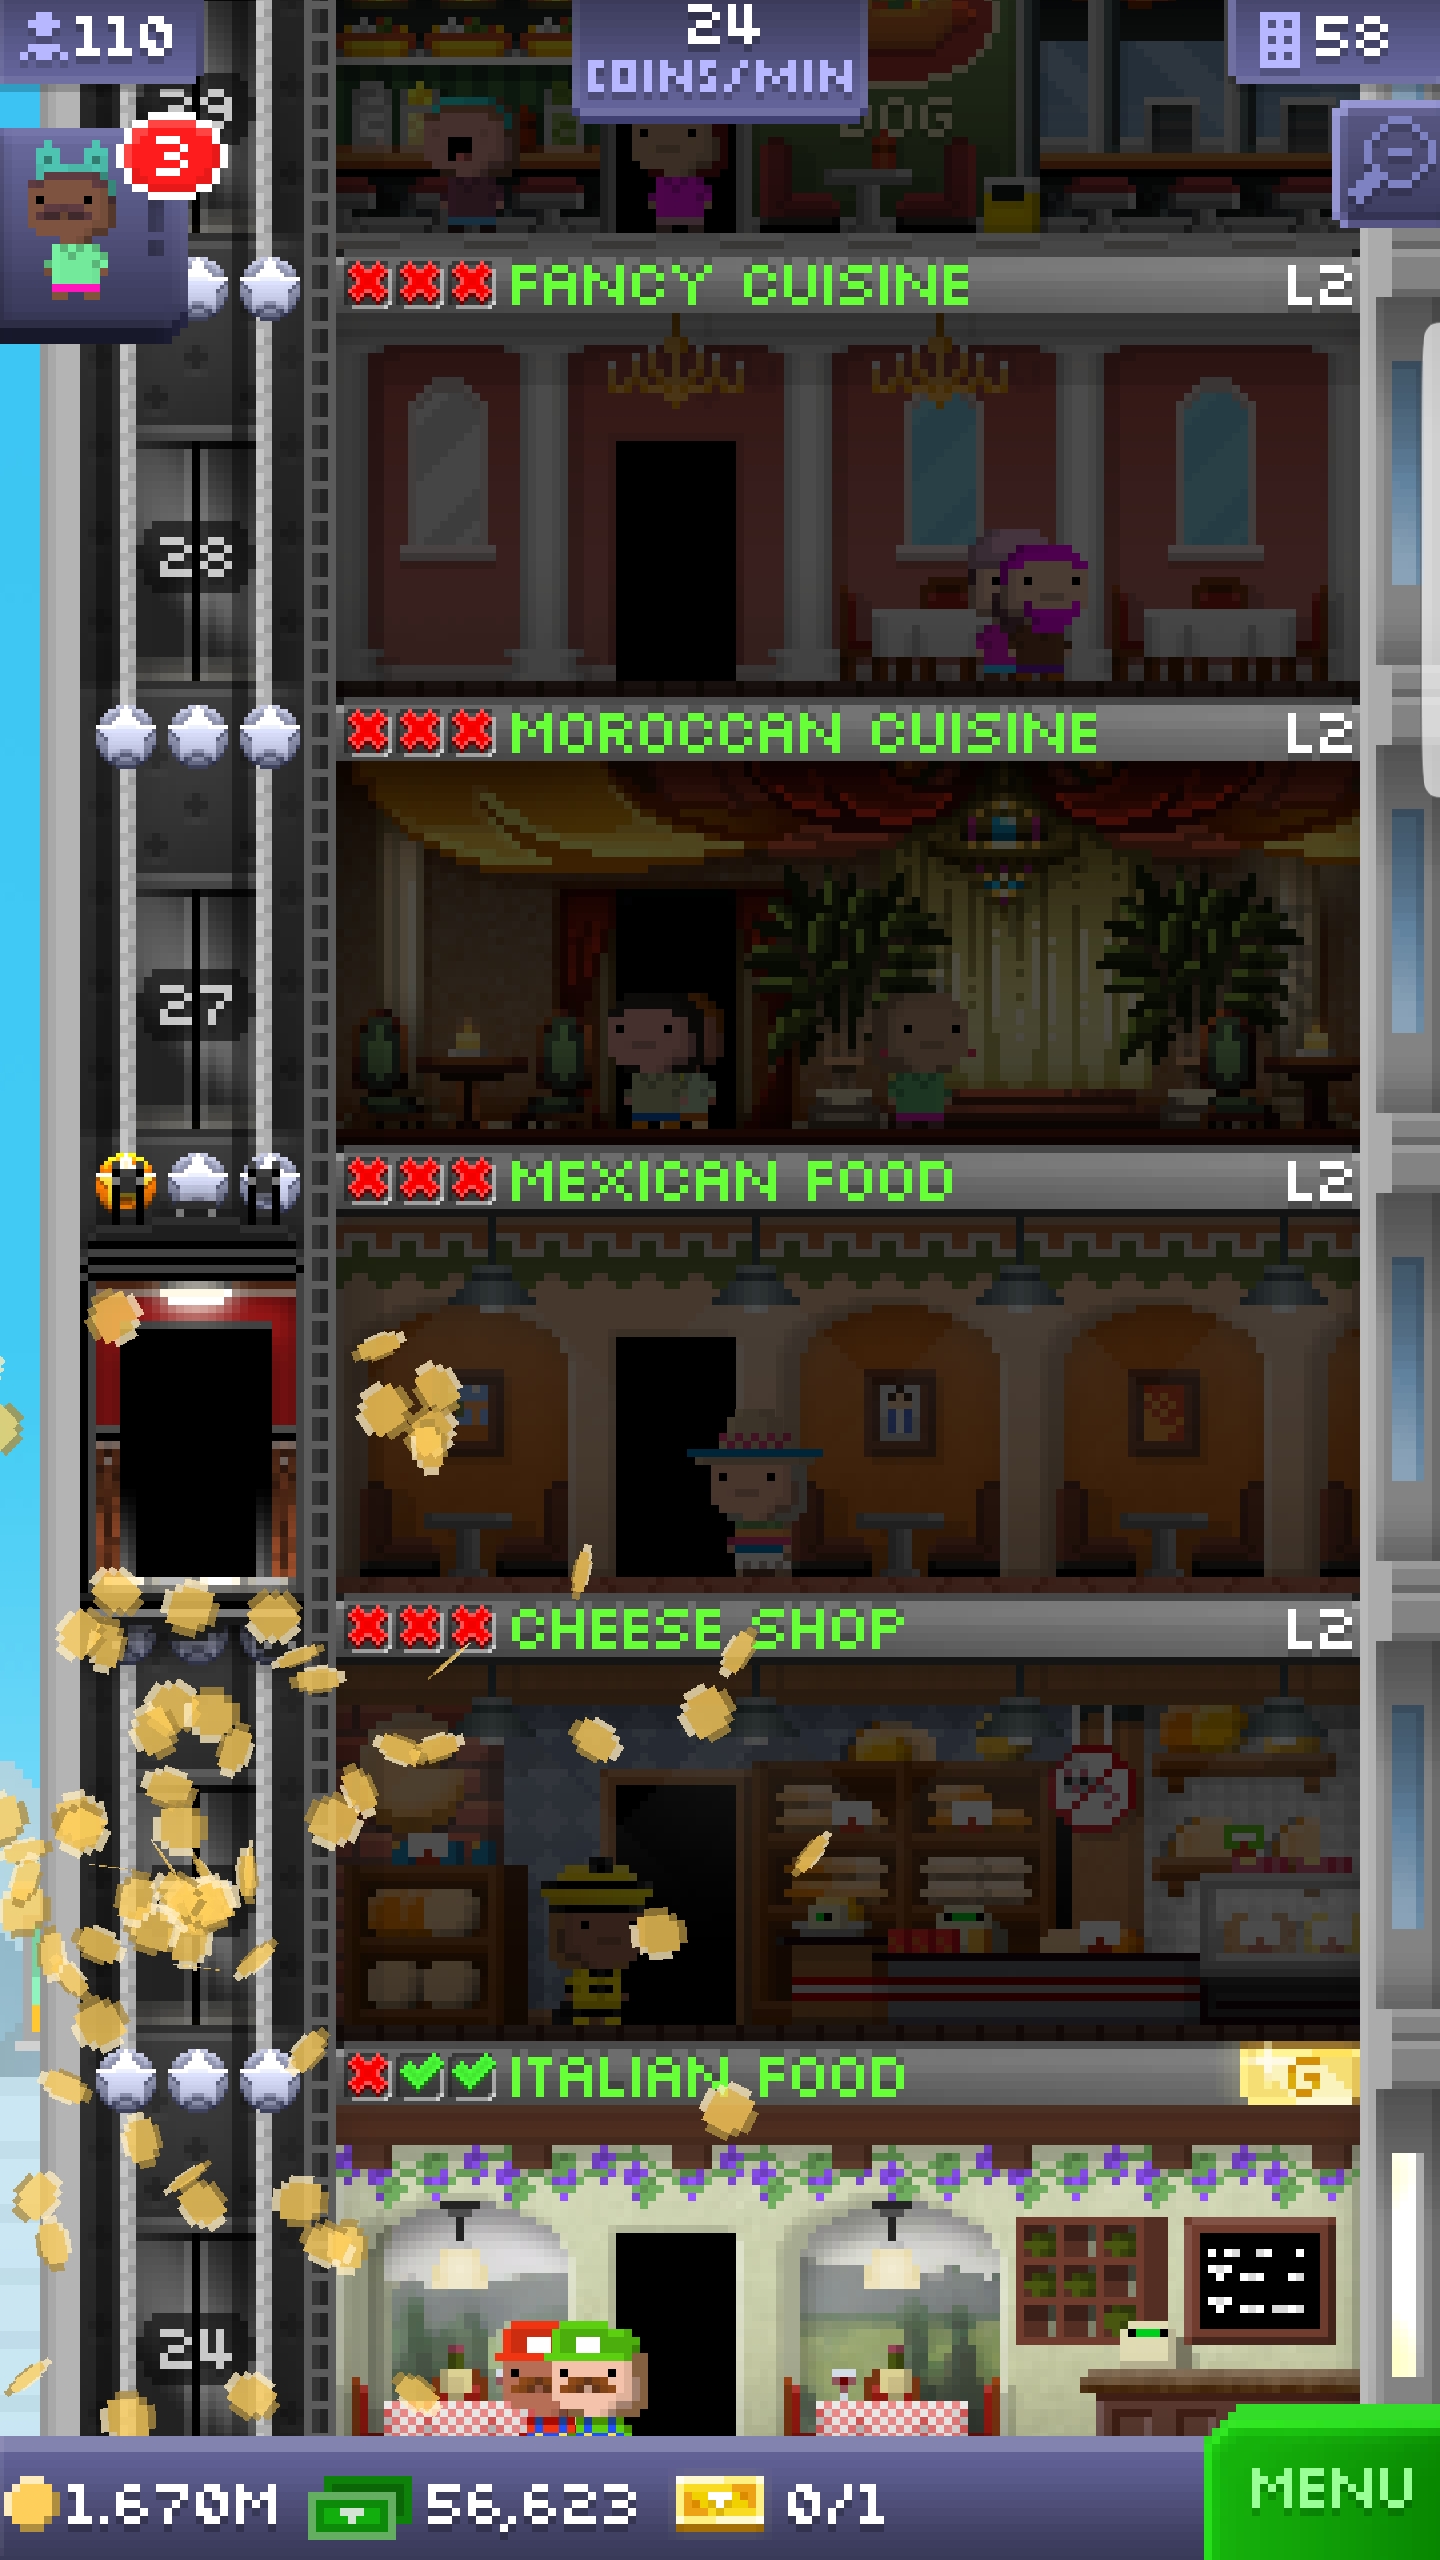 110
24
COINS/MIN
58
29
3
DOG
FANCY CUISINE L2
28
MOROCCAN CUISINE L2
27
MEXICAN FOOD L2
CHEESE SHOP L2
ITALIAN FOOD G
24
1.670M 56,623 0/1
MENU